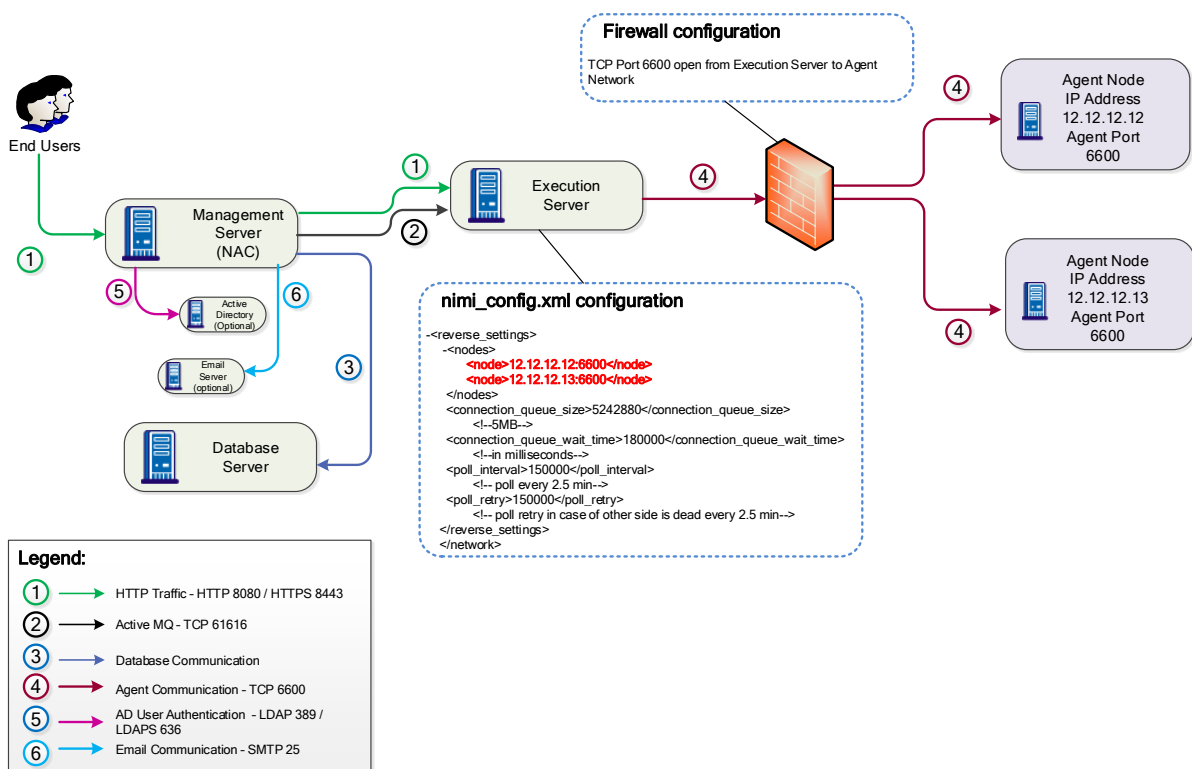 Firewall configuration
TCP Port 6600 open from Execution Server to Agent
Network
End Users
1
Management
Server
(NAC)
1
2
Execution
Server
4
4
Agent Node
IP Address
12.12.12.12
Agent Port
6600
4
Agent Node
IP Address
12.12.12.13
Agent Port
6600
5
Active
Directory
(Optional)
6
Email
Server
(optional)
3
Database
Server
nimi_config.xml configuration
-<reverse_settings>
-<nodes>
<node>12.12.12.12:6600</node>
<node>12.12.12.13:6600</node>
</nodes>
<connection_queue_size>5242880</connection_queue_size>
<!--5MB-->
<connection_queue_wait_time>180000</connection_queue_wait_time>
<!--in milliseconds-->
<poll_interval>150000</poll_interval>
<!-- poll every 2.5 min-->
<poll_retry>150000</poll_retry>
<!-- poll retry in case of other side is dead every 2.5 min-->
</reverse_settings>
</network>
Legend:
1 HTTP Traffic - HTTP 8080 / HTTPS 8443
2 Active MQ - TCP 61616
3 Database Communication
4 Agent Communication - TCP 6600
5 AD User Authentication - LDAP 389 /
LDAPS 636
6 Email Communication - SMTP 25